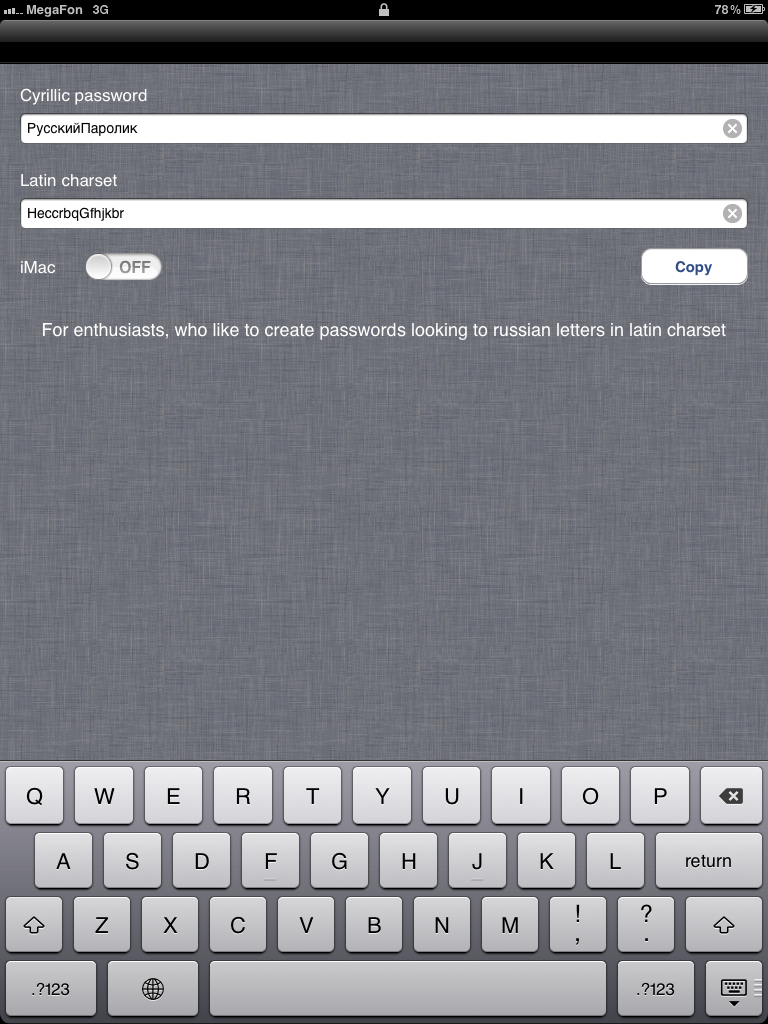 MegaFon 3G 78%
Cyrillic password
РусскийПаролик
Latin charset
HeccrbqGfhjkbr
iMac OFF Copy
For enthusiasts, who like to create passwords looking to russian letters in latin charset
Q W E R T Y U I O P
A S D F G H J K L return
Z X C V B N M ! , ? .
.?123 .?123